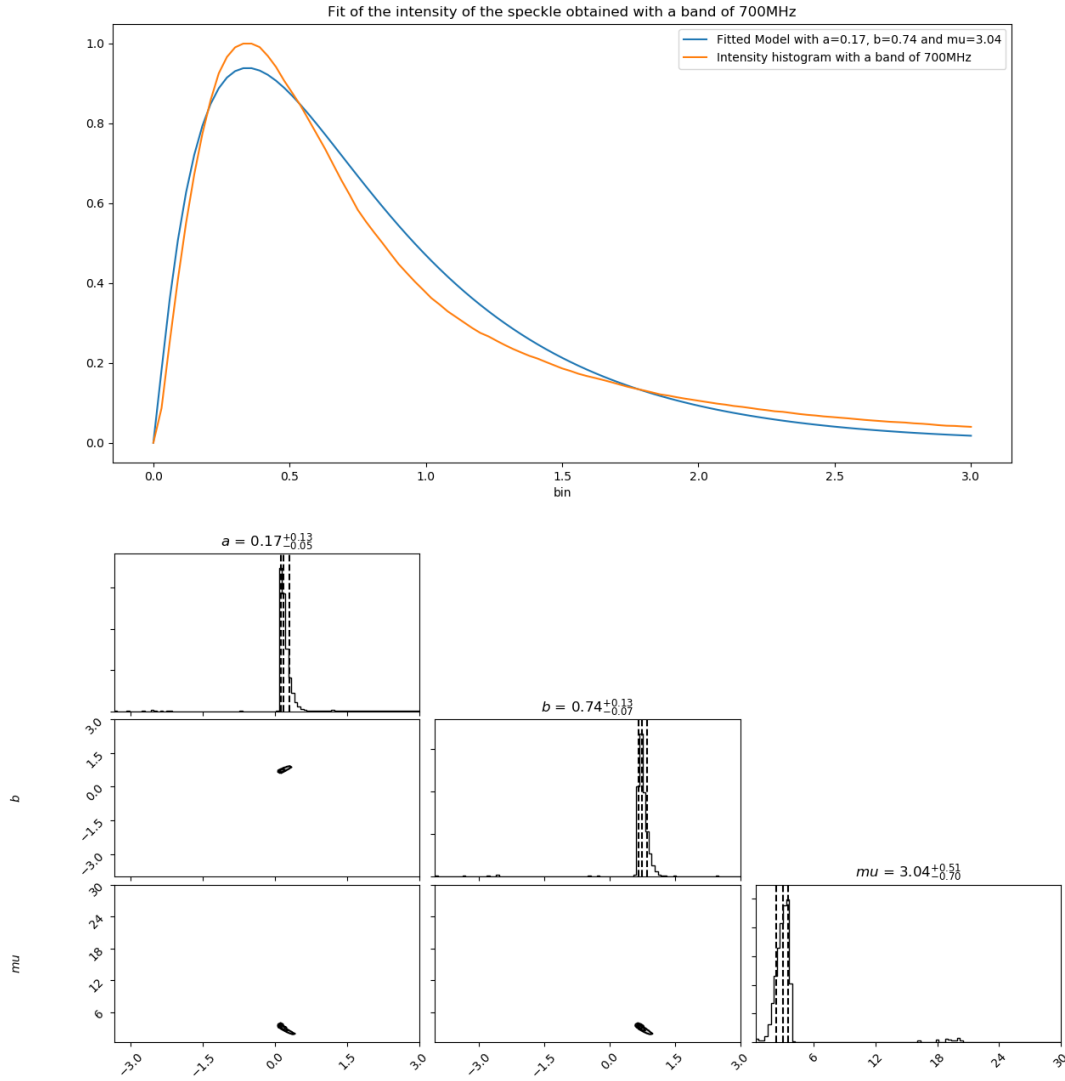 Fit of the intensity of the speckle obtained with a band of 700MHz
Fitted Model with a=0.17, b=0.74 and mu=3.04
Intensity histogram with a band of 700MHz
1.0
0.8
0.6
0.4
0.2
0.0
0.0 0.5 1.0 1.5 2.0 2.5 3.0
bin
a = 0.17 +0.13 −0.05
b = 0.74 +0.13 −0.07
3.0
1.5
0.0
−1.5
−3.0
b
mu = 3.04 +0.51 −0.70
30
24
18
12
6
mu
−3.0 −1.5 0.0 1.5 3.0 −3.0 −1.5 0.0 1.5 3.0 6 12 18 24 30